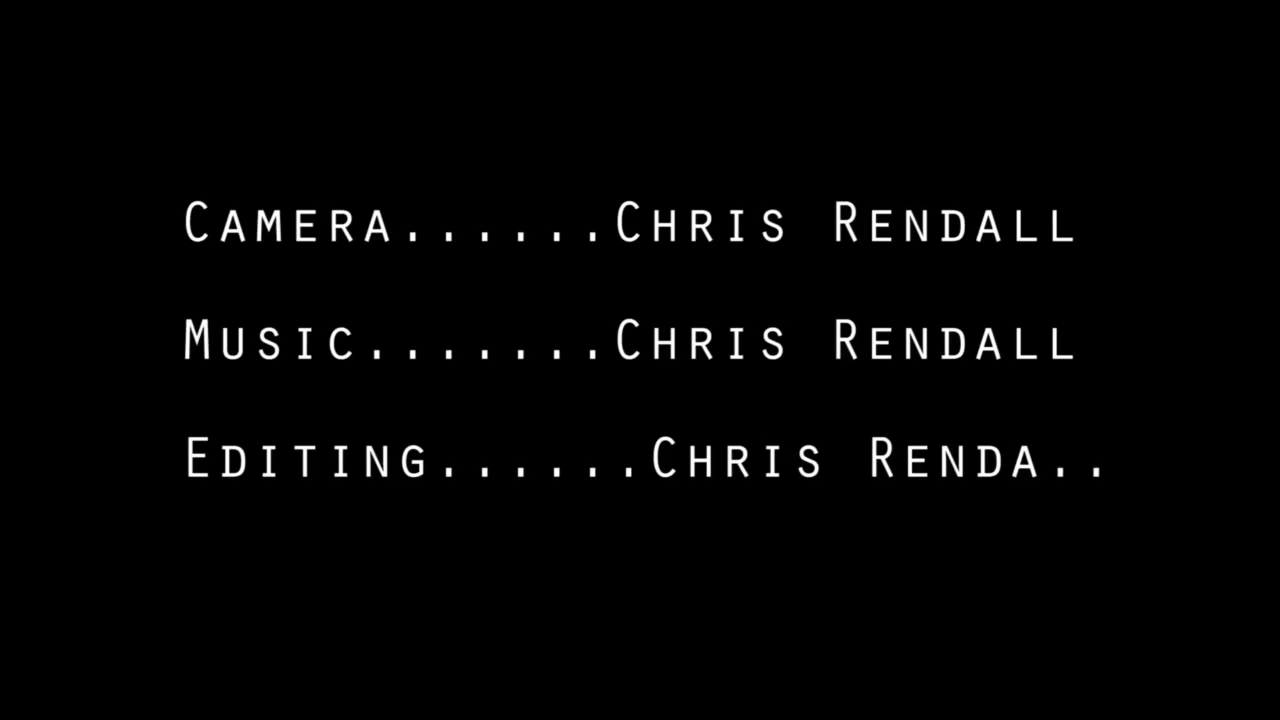 Camera......Chris Rendall
Music.......Chris Rendall
Editing......Chris Renda..